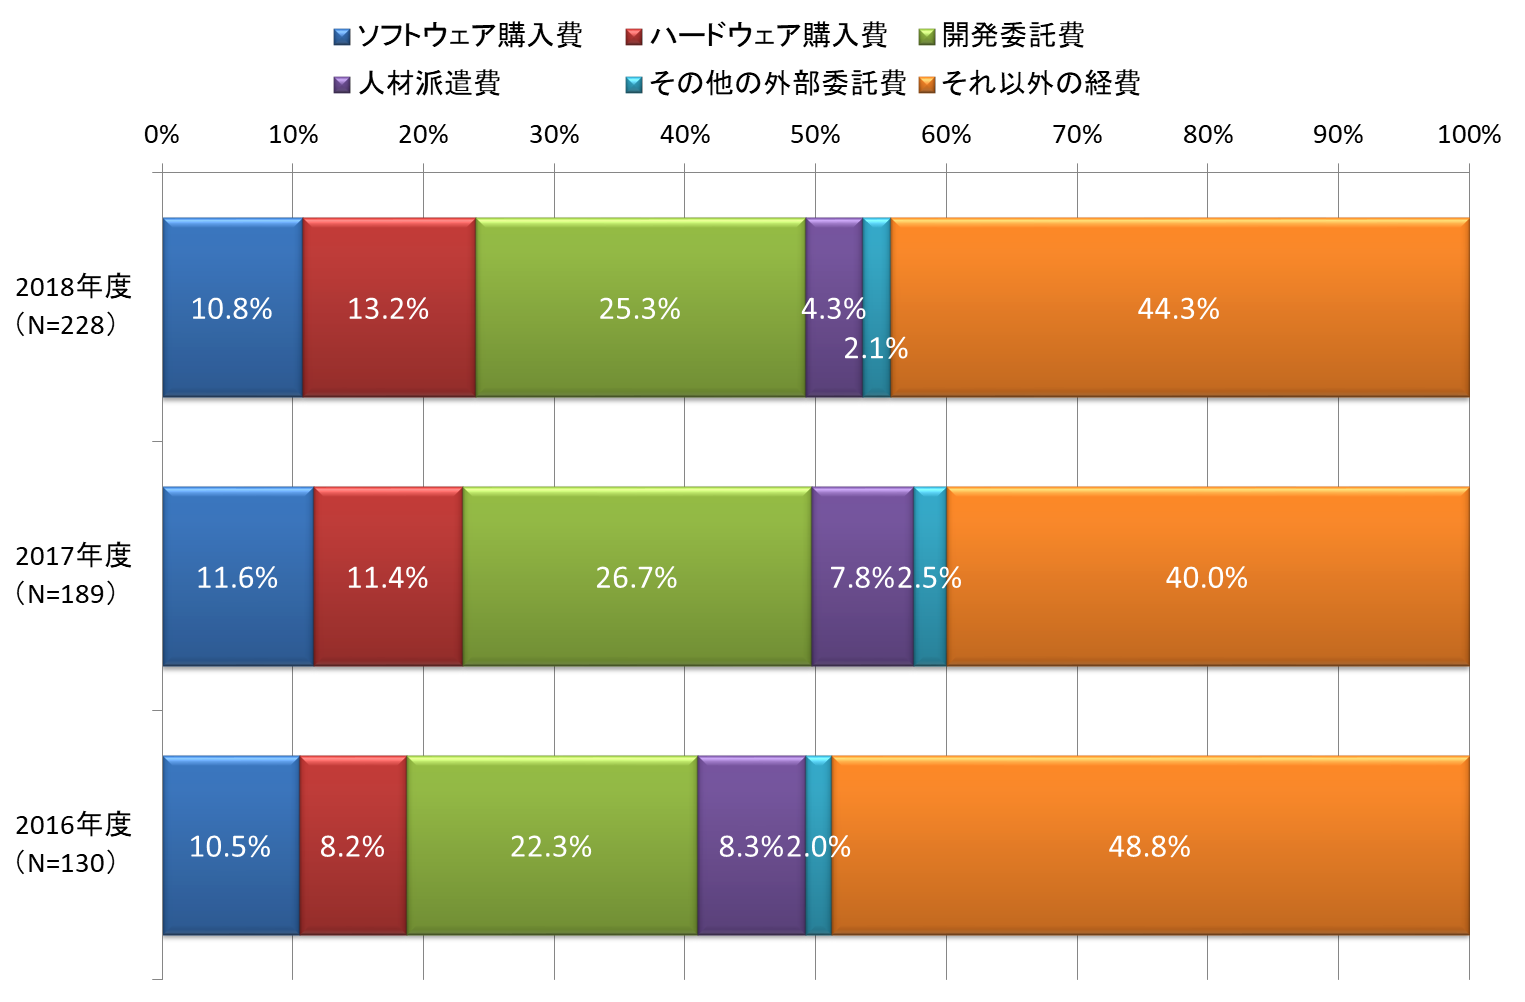 ソフトウェア購入費 ハードウェア購入費 開発委託費
人材派遣費 その他の外部委託費 それ以外の経費
0% 10% 20% 30% 40% 50% 60% 70% 80% 90% 100%
2018年度
（N=228）
10.8% 13.2% 25.3% 4.3% 2.1% 44.3%
2017年度
（N=189）
11.6% 11.4% 26.7% 7.8% 2.5% 40.0%
2016年度
（N=130）
10.5% 8.2% 22.3% 8.3% 2.0% 48.8%